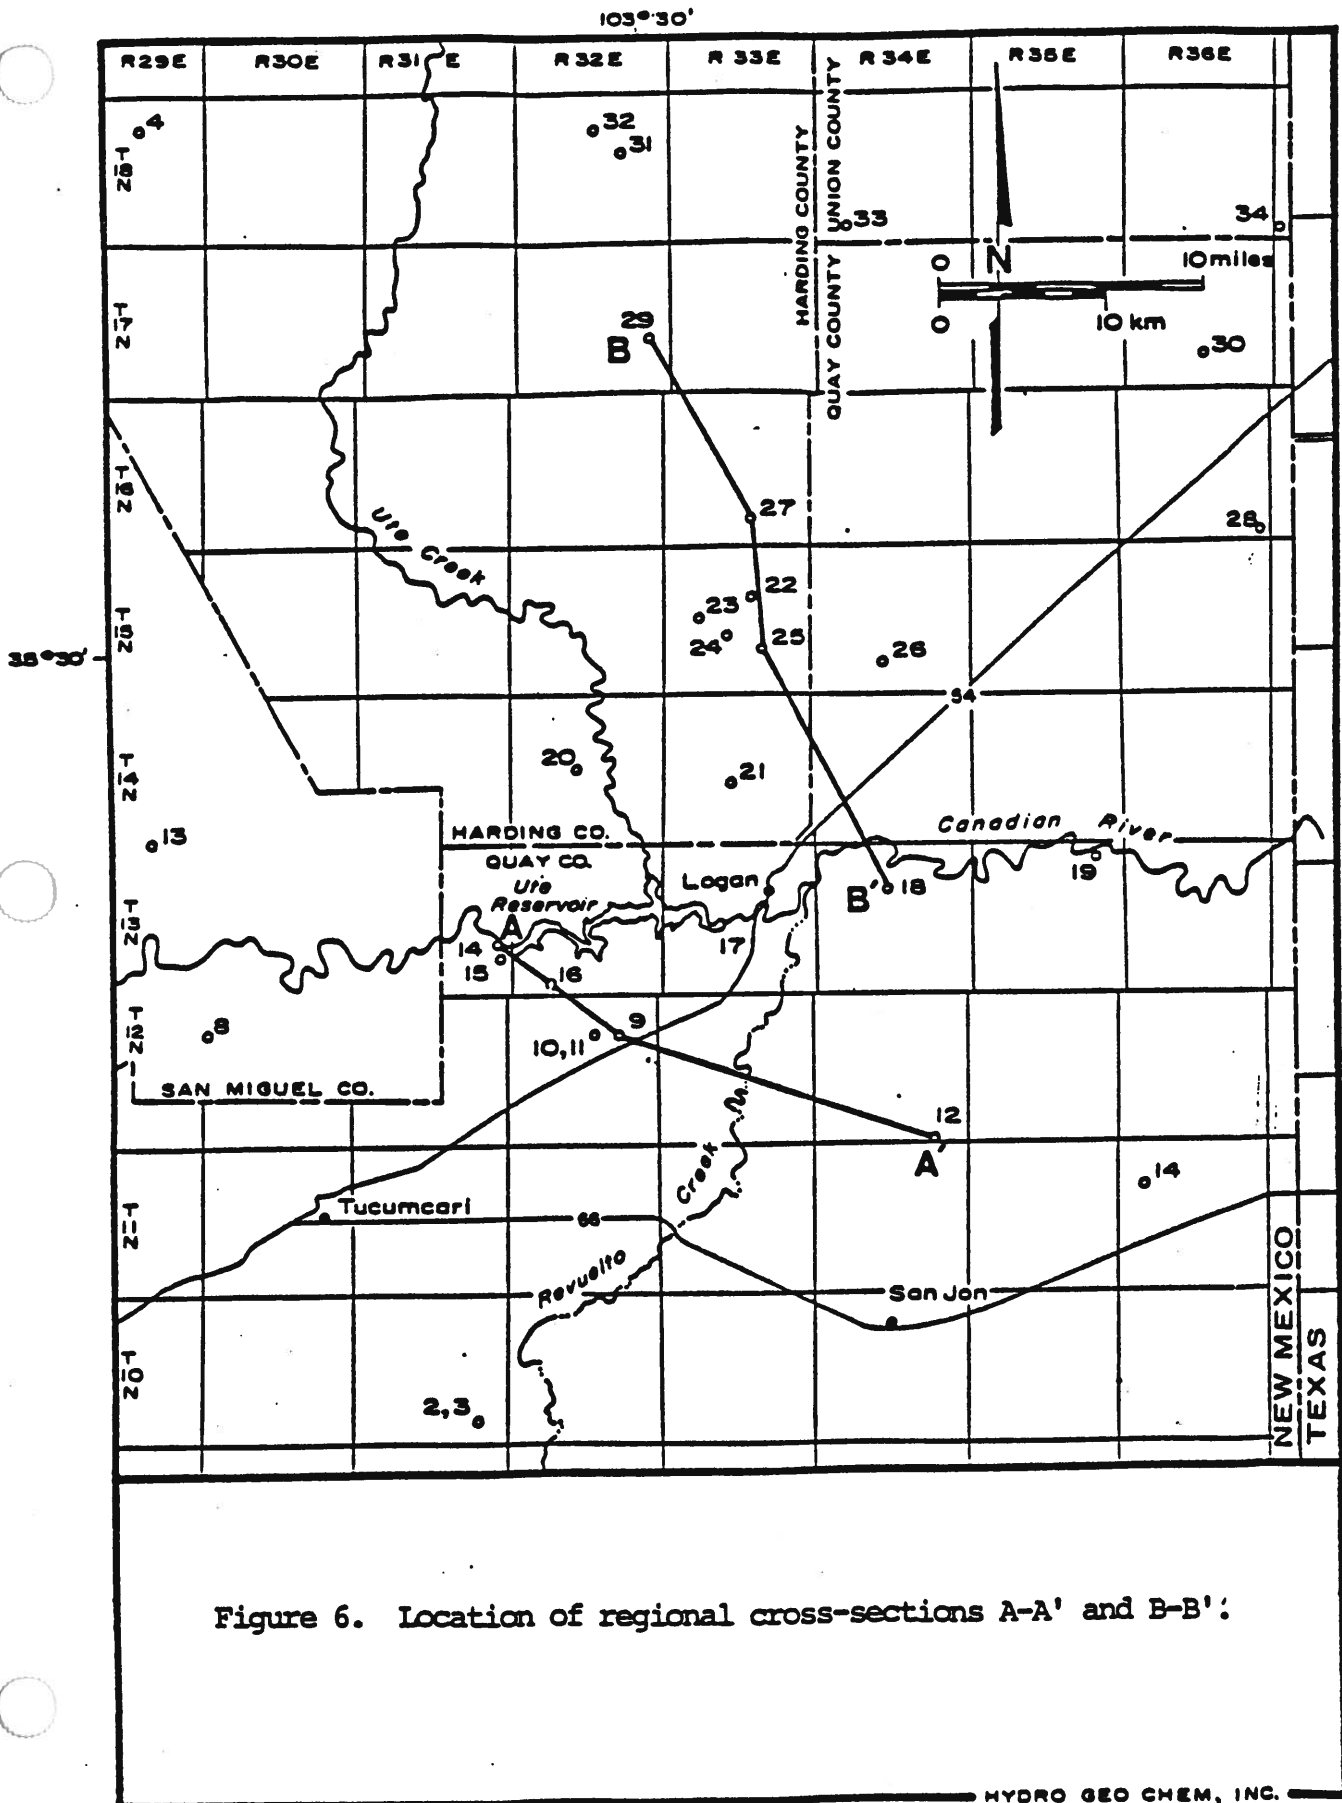 103°30'
R29E R30E R31E R32E R33E R34E R35E R36E
4
32
31
T18N
HARDING COUNTY
UNION COUNTY
33
34
N
0 10 miles
0 10 km
T17N
QUAY COUNTY
29
B
30
T16N
27
28
Ute Creek
22
23
24
25
26
T15N
35°30'
54
20
21
T14N
13
HARDING CO.
QUAY CO.
Canadian River
19
Ute
Reservoir
Logan
B' 18
A
T13N
14
15
16
17
9
10,11
8
T12N
SAN MIGUEL CO.
12
A'
14
Creek
Tucumcari
66
T11N
Revuelto
San Jon
NEW MEXICO
TEXAS
T10N
2,3
Figure 6. Location of regional cross-sections A-A' and B-B'.
HYDRO GEO CHEM, INC.